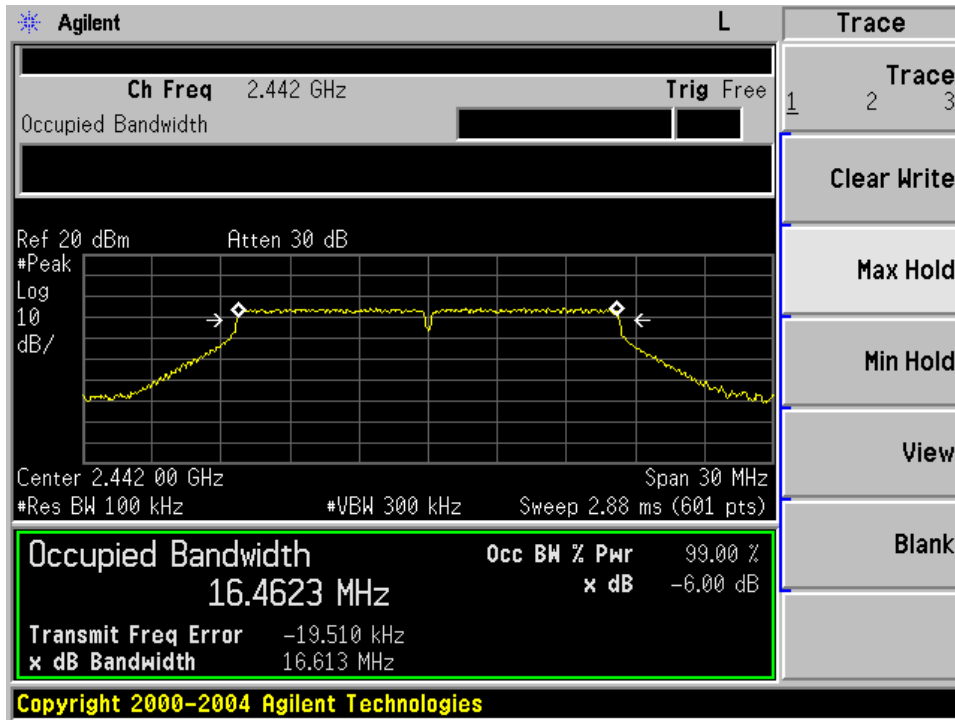 Agilent
L
Trace
Ch Freq 2.442 GHz
Trig Free
Occupied Bandwidth
Ref 20 dBm
Atten 30 dB
#Peak
Log
10
dB/
Center 2.442 00 GHz
Span 30 MHz
#Res BW 100 kHz
#VBW 300 kHz
Sweep 2.88 ms (601 pts)
Occupied Bandwidth
16.4623 MHz
Occ BW % Pwr 99.00 %
x dB -6.00 dB
Transmit Freq Error -19.510 kHz
x dB Bandwidth 16.613 MHz
Copyright 2000-2004 Agilent Technologies
Trace
1 2 3
Clear Write
Max Hold
Min Hold
View
Blank